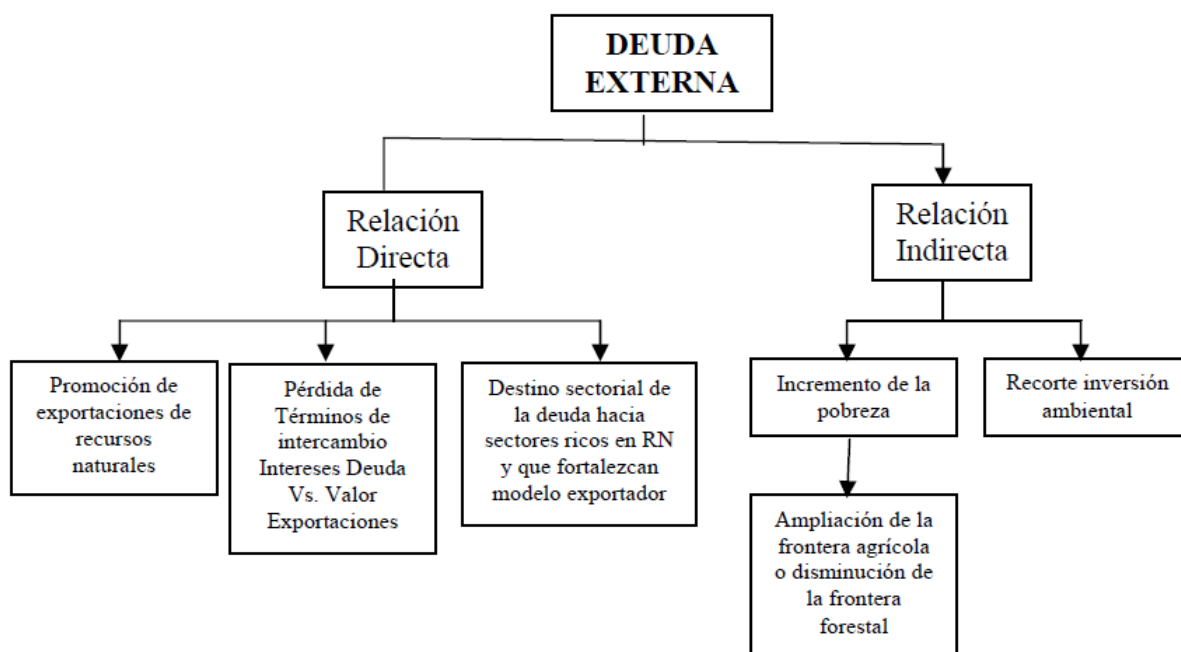 DEUDA
EXTERNA
Relación
Directa
Relación
Indirecta
Promoción de
exportaciones de
recursos
naturales
Pérdida de
Términos de
intercambio
Intereses Deuda
Vs. Valor
Exportaciones
Destino sectorial de
la deuda hacia
sectores ricos en RN
y que fortalezcan
modelo exportador
Incremento de la
pobreza
Recorte inversión
ambiental
Ampliación de la
frontera agrícola
o disminución de
la frontera
forestal